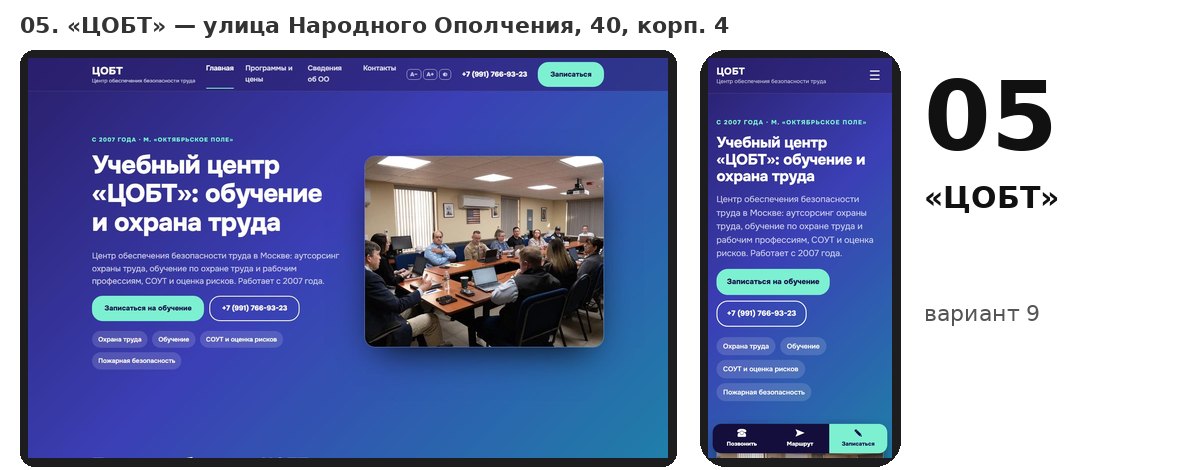 05. «ЦОБТ» — улица Народного Ополчения, 40, корп. 4
ЦОБТ
Центр обеспечения безопасности труда
Главная
Программы и
цены
Сведения
об ОО
Контакты
A−
A+
+7 (991) 766-93-23
Записаться
С 2007 ГОДА · М. «ОКТЯБРЬСКОЕ ПОЛЕ»
Учебный центр
«ЦОБТ»: обучение
и охрана труда
Центр обеспечения безопасности труда в Москве: аутсорсинг
охраны труда, обучение по охране труда и рабочим
профессиям, СОУТ и оценка рисков. Работает с 2007 года.
Записаться на обучение
+7 (991) 766-93-23
Охрана труда
Обучение
СОУТ и оценка рисков
Пожарная безопасность
ЦОБТ
Центр обеспечения безопасности труда
С 2007 ГОДА · М. «ОКТЯБРЬСКОЕ ПОЛЕ»
Учебный центр
«ЦОБТ»: обучение и
охрана труда
Центр обеспечения безопасности
труда в Москве: аутсорсинг охраны
труда, обучение по охране труда и
рабочим профессиям, СОУТ и оценка
рисков. Работает с 2007 года.
Записаться на обучение
+7 (991) 766-93-23
Охрана труда
Обучение
СОУТ и оценка рисков
Пожарная безопасность
Позвонить
Маршрут
Записаться
05
«ЦОБТ»
вариант 9